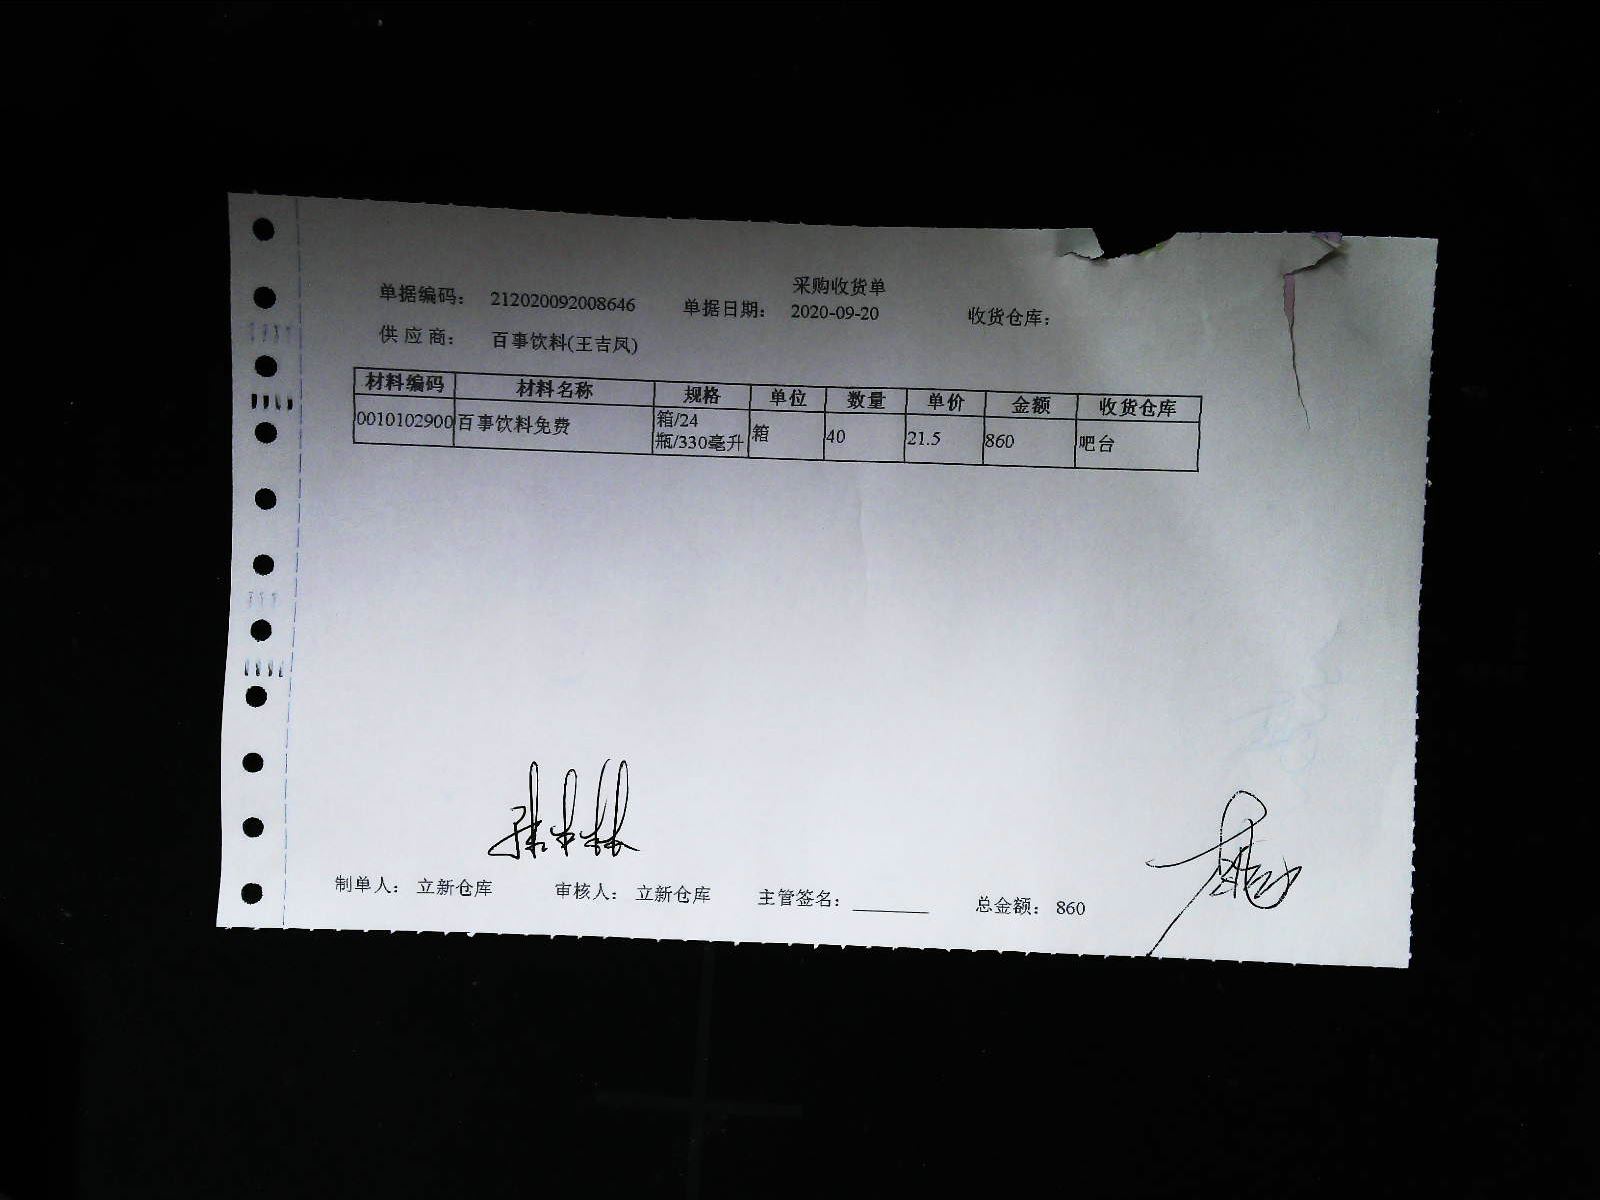 采购收货单
单据编码： 212020092008646 单据日期： 2020-09-20 收货仓库：
供应商： 百事饮料(王吉凤)
材料编码 材料名称 规格 单位 数量 单价 金额 收货仓库
0010102900 百事饮料免费 箱/24 箱 40 21.5 860 吧台
瓶/330毫升
制单人： 立新仓库 审核人： 立新仓库 主管签名： 总金额： 860